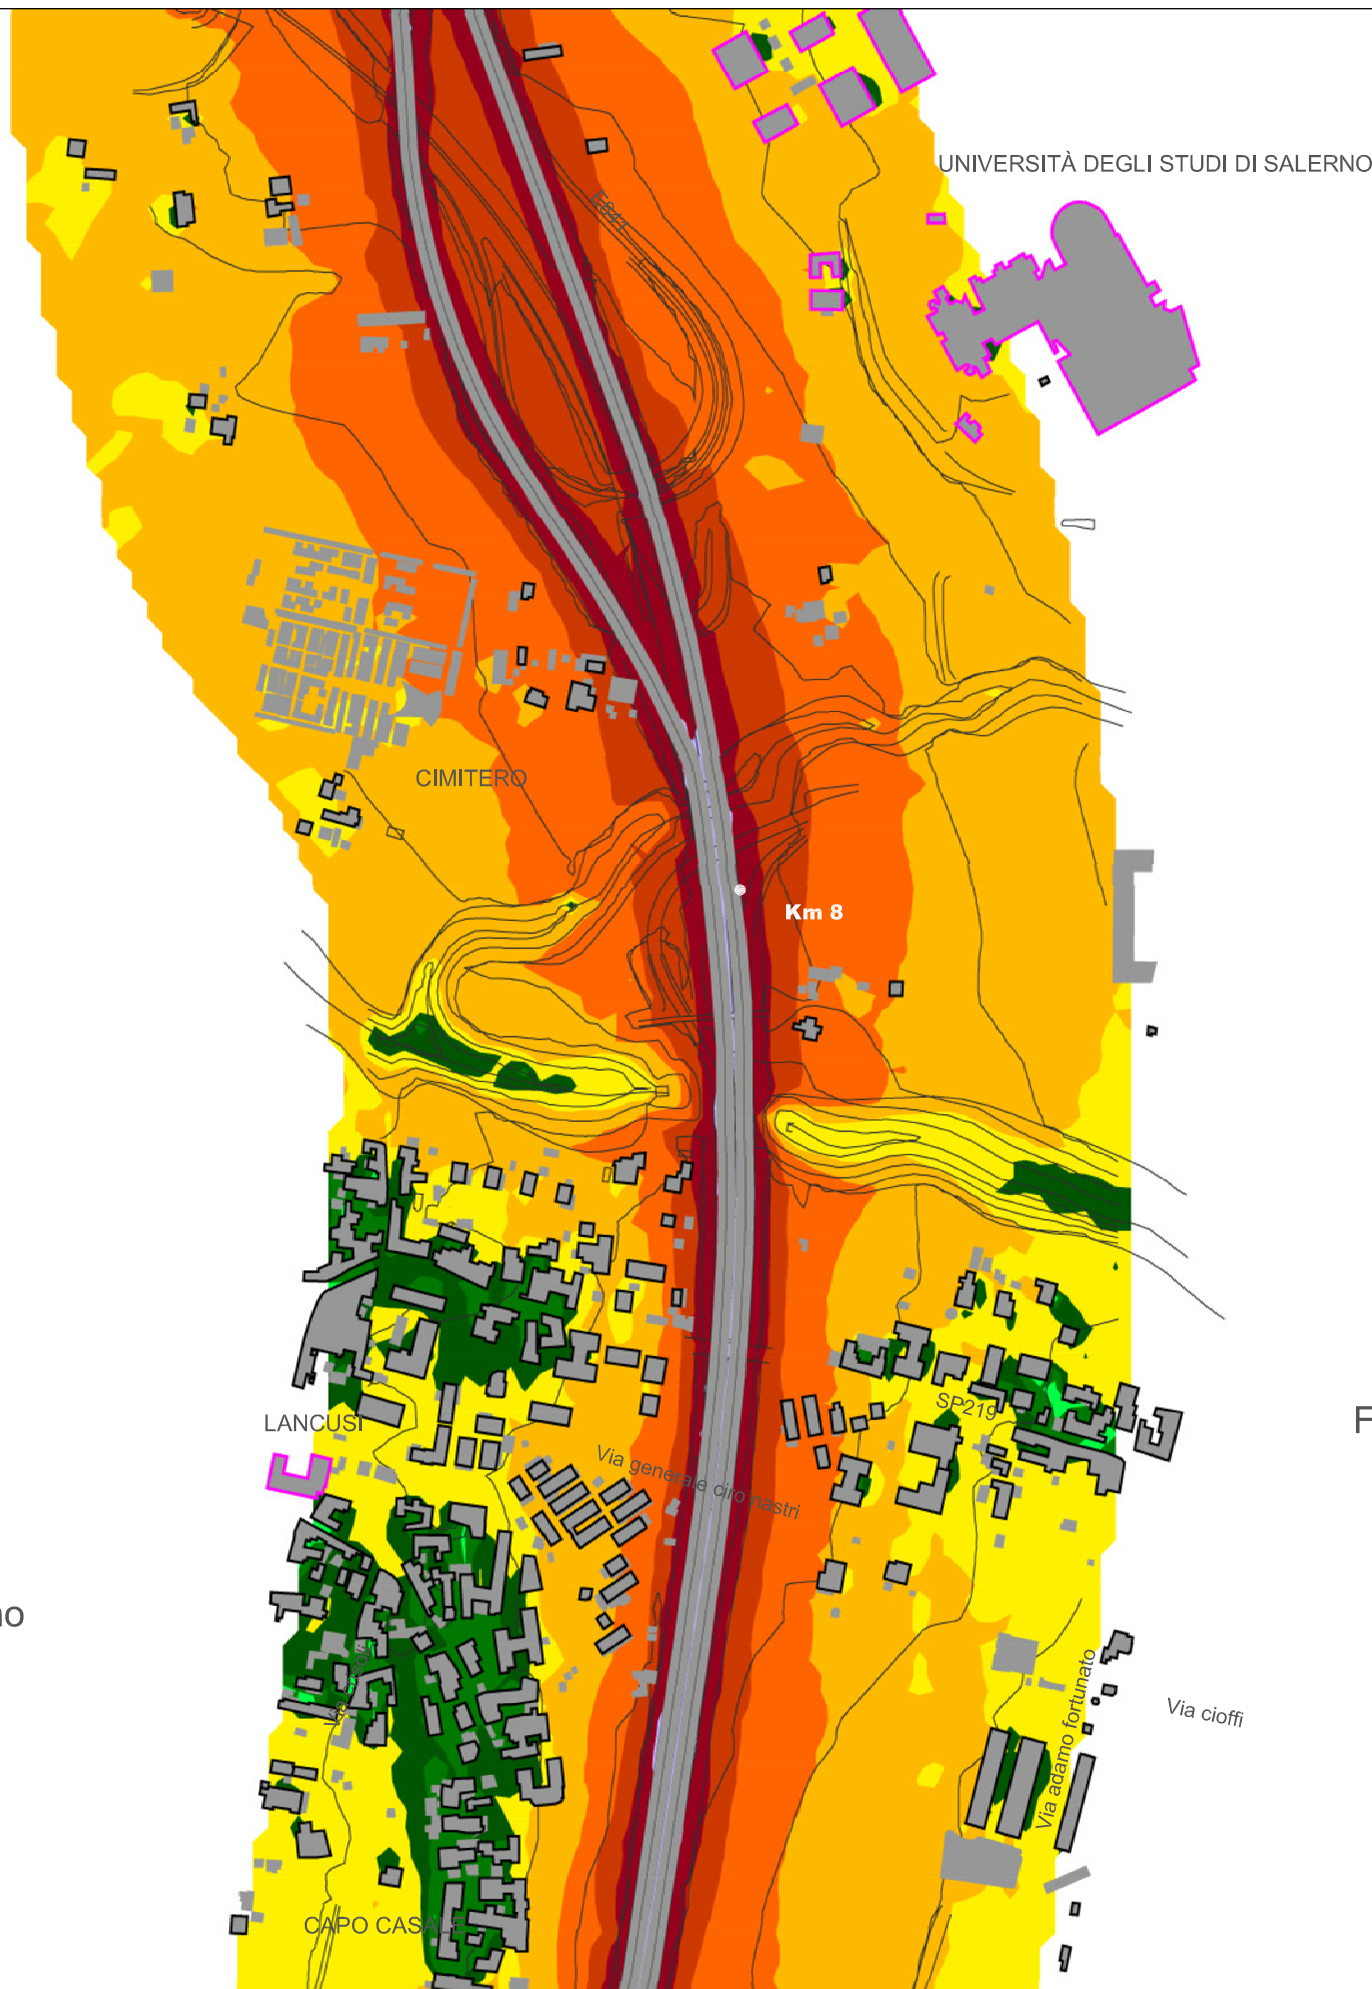 UNIVERSITÀ DEGLI STUDI DI SALERNO
CIMITERO
Km 8
SP219
LANCUSI
F
Via generale ciro nastri
no
Via adamo fortunato
Via cioffi
CAPO CASALE